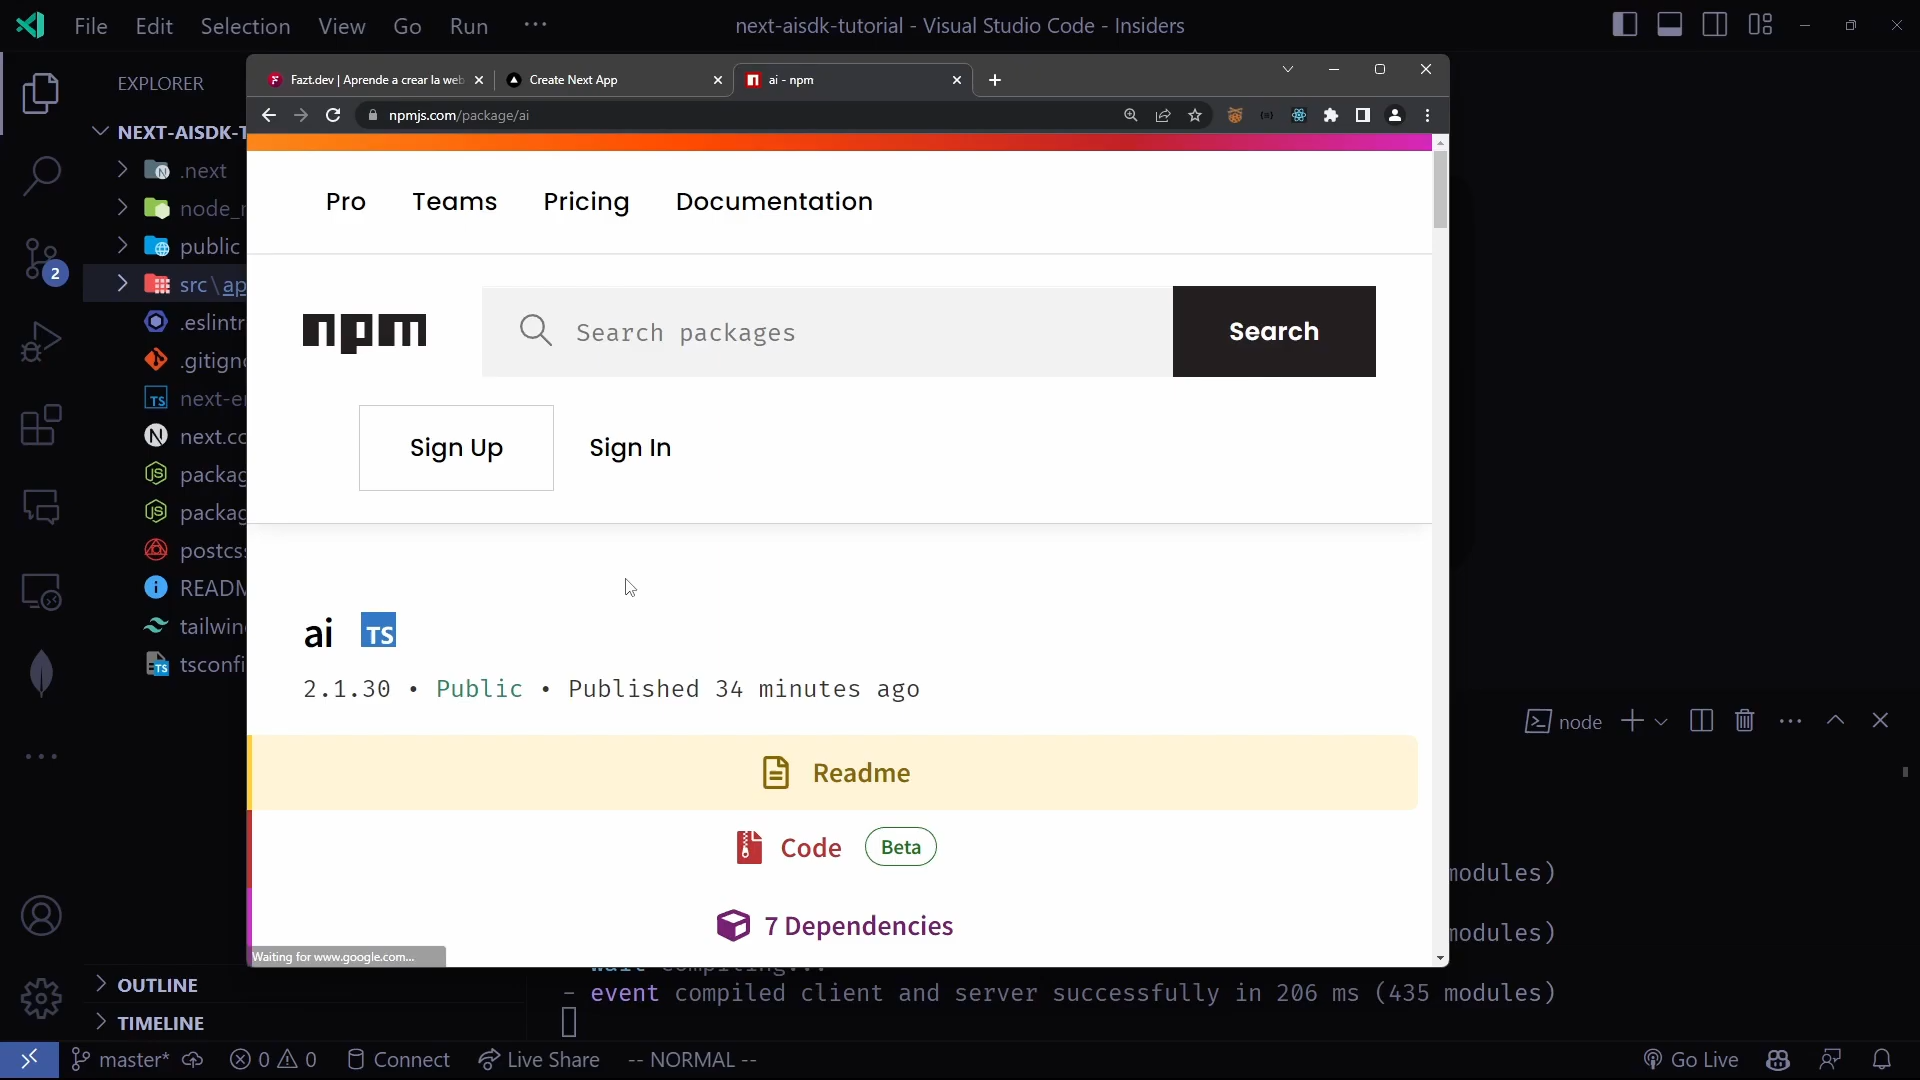 File Edit Selection View Go Run ...
next-aisdk-tutorial - Visual Studio Code - Insiders
EXPLORER
NEXT-AISDK-T
.next
node_
public
src\ap
.eslintr
.gitign
next-e
next.co
packag
packag
postcs
READM
tailwin
tsconfi
OUTLINE
TIMELINE
2
Fazt.dev | Aprende a crear la web
Create Next App
ai - npm
npmjs.com/package/ai
Pro Teams Pricing Documentation
npm
Search packages
Search
Sign Up
Sign In
ai TS
2.1.30 • Public • Published 34 minutes ago
Readme
Code Beta
7 Dependencies
Waiting for www.google.com...
node
modules)
modules)
wait compiling...
- event compiled client and server successfully in 206 ms (435 modules)
master* 0 0 Connect Live Share -- NORMAL -- Go Live